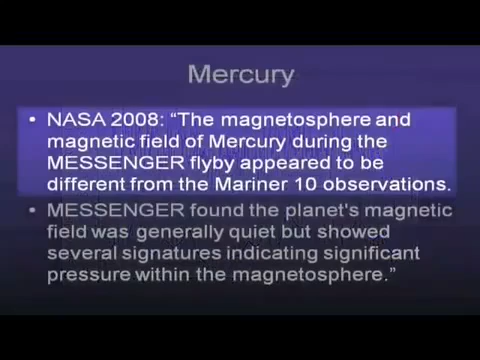 Mercury
• NASA 2008: “The magnetosphere and
magnetic field of Mercury during the
MESSENGER flyby appeared to be
different from the Mariner 10 observations.
• MESSENGER found the planet's magnetic
field was generally quiet but showed
several signatures indicating significant
pressure within the magnetosphere.”